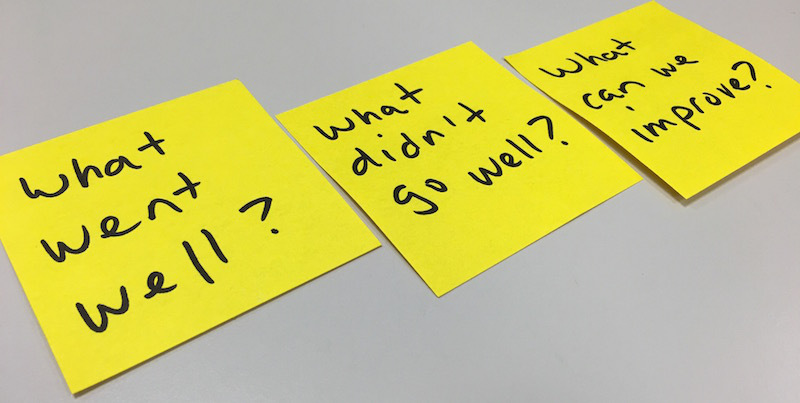 What
went
well?
What
didn't
go well?
What
can we
improve?